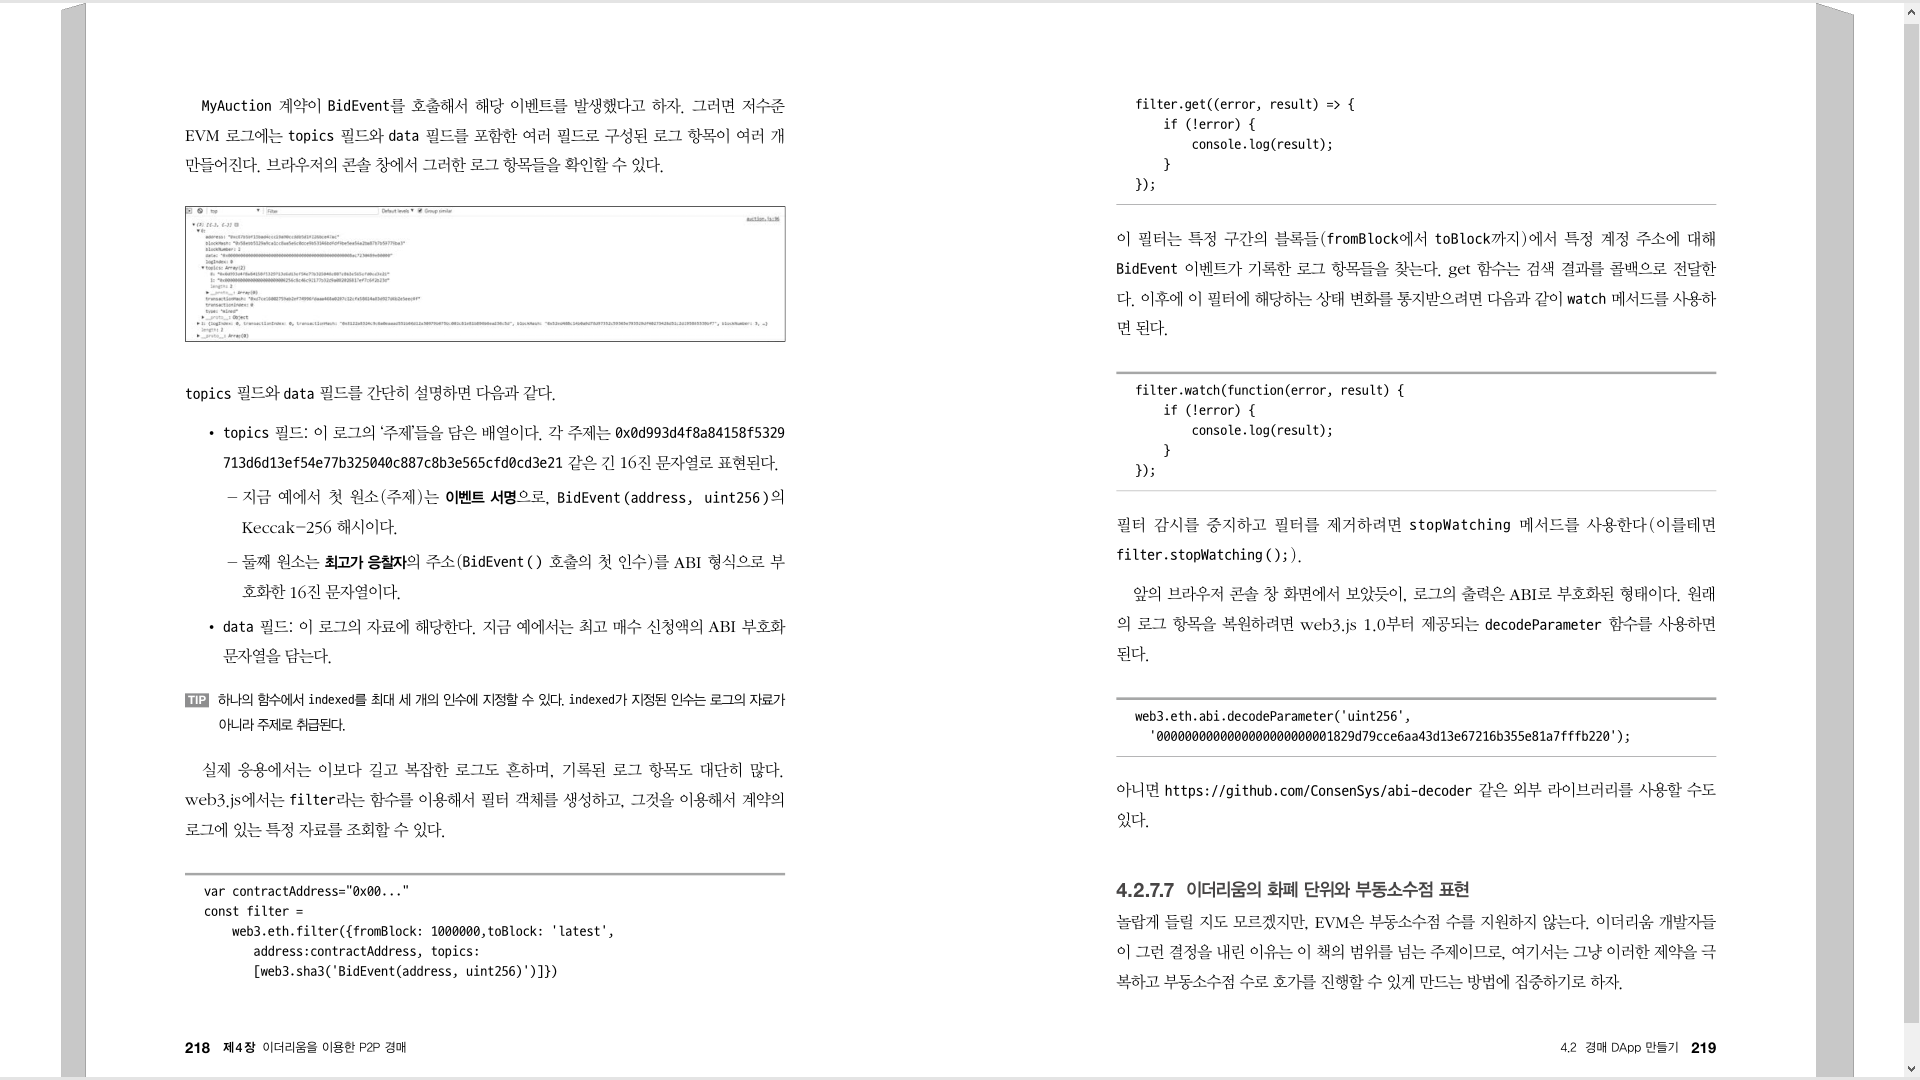 MyAuction 계약이 BidEvent를 호출해서 해당 이벤트를 발생했다고 하자. 그러면 저수준
EVM 로그에는 topics 필드와 data 필드를 포함한 여러 필드로 구성된 로그 항목이 여러 개
만들어진다. 브라우저의 콘솔 창에서 그러한 로그 항목들을 확인할 수 있다.
top Filter Default levels ▼ Group similar
auction.js:96
blockNumber: 2
logIndex: 0
topics: Array(2)
length: 2
__proto__: Array(0)
transactionIndex: 0
type: "mined"
__proto__: Object
length: 2
__proto__: Array(0)
topics 필드와 data 필드를 간단히 설명하면 다음과 같다.
• topics 필드: 이 로그의 ‘주제’들을 담은 배열이다. 각 주제는 0x0d993d4f8a84158f5329
713d6d13ef54e77b325040c887c8b3e565cfd0cd3e21 같은 긴 16진 문자열로 표현된다.
– 지금 예에서 첫 원소(주제)는 이벤트 서명으로, BidEvent(address, uint256)의
Keccak–256 해시이다.
– 둘째 원소는 최고가 응찰자의 주소(BidEvent() 호출의 첫 인수)를 ABI 형식으로 부
호화한 16진 문자열이다.
• data 필드: 이 로그의 자료에 해당한다. 지금 예에서는 최고 매수 신청액의 ABI 부호화
문자열을 담는다.
TIP 하나의 함수에서 indexed를 최대 세 개의 인수에 지정할 수 있다. indexed가 지정된 인수는 로그의 자료가
아니라 주제로 취급된다.
실제 응용에서는 이보다 길고 복잡한 로그도 흔하며, 기록된 로그 항목도 대단히 많다.
web3.js에서는 filter라는 함수를 이용해서 필터 객체를 생성하고, 그것을 이용해서 계약의
로그에 있는 특정 자료를 조회할 수 있다.
var contractAddress="0x00..."
const filter =
web3.eth.filter({fromBlock: 1000000,toBlock: 'latest',
address:contractAddress, topics:
[web3.sha3('BidEvent(address, uint256)')]})
218 제4장 이더리움을 이용한 P2P 경매
filter.get((error, result) => {
if (!error) {
console.log(result);
}
});
이 필터는 특정 구간의 블록들(fromBlock에서 toBlock까지)에서 특정 계정 주소에 대해
BidEvent 이벤트가 기록한 로그 항목들을 찾는다. get 함수는 검색 결과를 콜백으로 전달한
다. 이후에 이 필터에 해당하는 상태 변화를 통지받으려면 다음과 같이 watch 메서드를 사용하
면 된다.
filter.watch(function(error, result) {
if (!error) {
console.log(result);
}
});
필터 감시를 중지하고 필터를 제거하려면 stopWatching 메서드를 사용한다(이를테면
filter.stopWatching();).
앞의 브라우저 콘솔 창 화면에서 보았듯이, 로그의 출력은 ABI로 부호화된 형태이다. 원래
의 로그 항목을 복원하려면 web3.js 1.0부터 제공되는 decodeParameter 함수를 사용하면
된다.
web3.eth.abi.decodeParameter('uint256',
'0000000000000000000000001829d79cce6aa43d13e67216b355e81a7fffb220');
아니면 https://github.com/ConsenSys/abi-decoder 같은 외부 라이브러리를 사용할 수도
있다.
4.2.7.7 이더리움의 화폐 단위와 부동소수점 표현
놀랍게 들릴 지도 모르겠지만, EVM은 부동소수점 수를 지원하지 않는다. 이더리움 개발자들
이 그런 결정을 내린 이유는 이 책의 범위를 넘는 주제이므로, 여기서는 그냥 이러한 제약을 극
복하고 부동소수점 수로 호가를 진행할 수 있게 만드는 방법에 집중하기로 하자.
4.2 경매 DApp 만들기 219